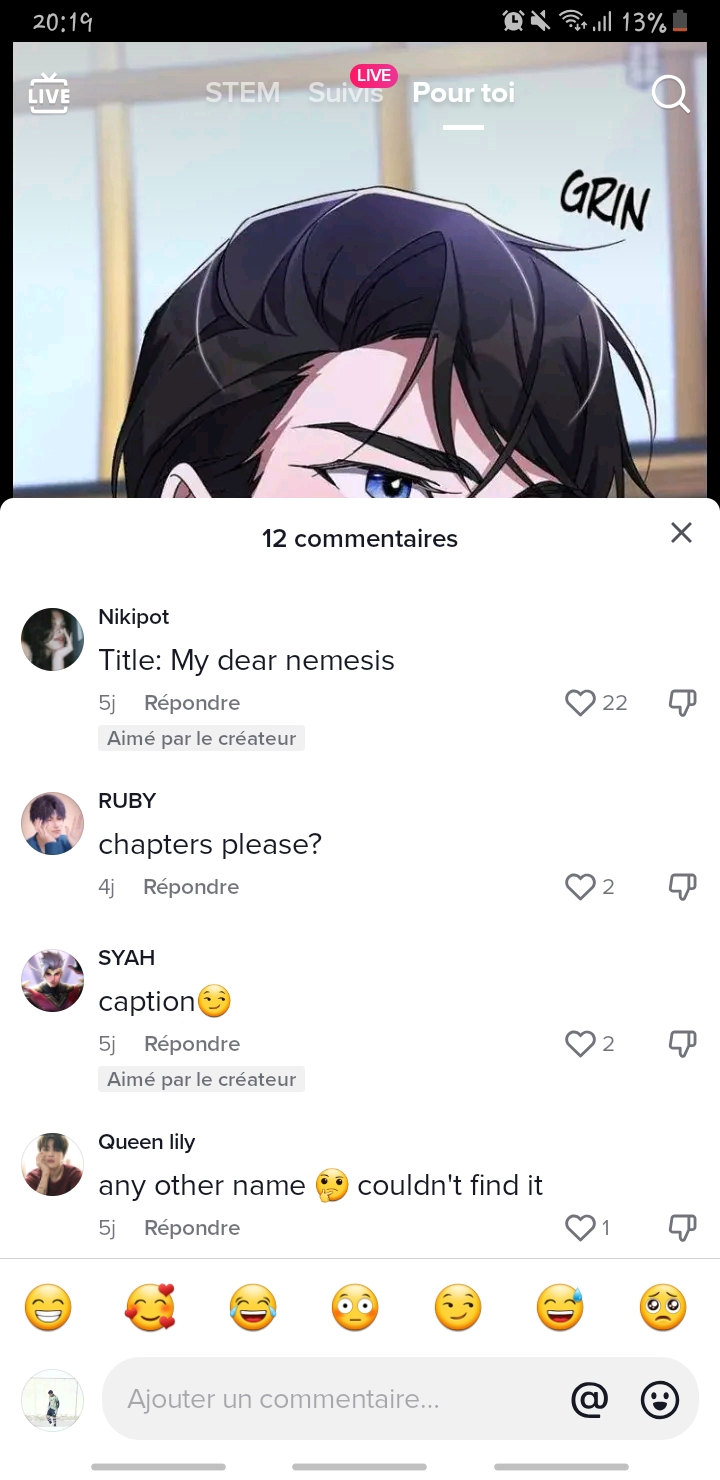 20:19 13%
LIVE STEM Suivis LIVE Pour toi
GRIN
12 commentaires
Nikipot
Title: My dear nemesis
5j Répondre 22
Aimé par le créateur
RUBY
chapters please?
4j Répondre 2
SYAH
caption😏
5j Répondre 2
Aimé par le créateur
Queen lily
any other name 🤔 couldn't find it
5j Répondre 1
Ajouter un commentaire... @